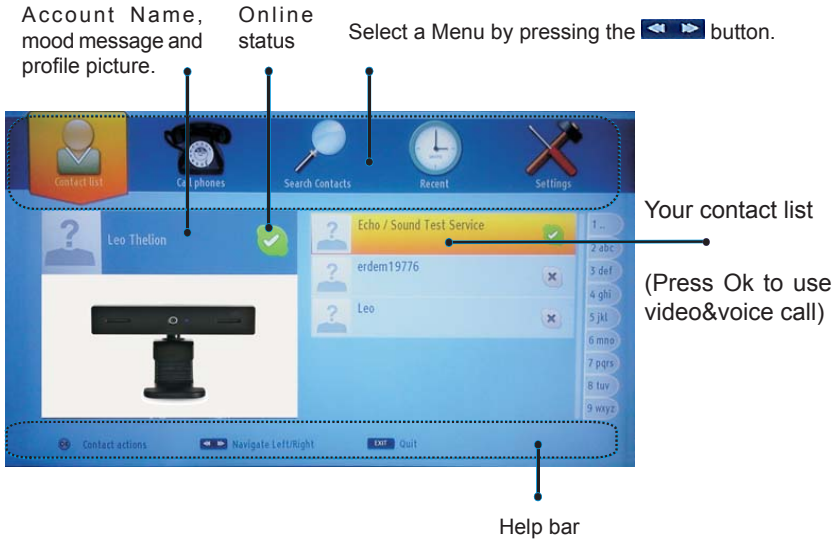 Account Name,
mood message and
profile picture.
Online
status
Select a Menu by pressing the button.
Contact list
Call phones
Search Contacts
Recent
Settings
Leo Thelion
Echo / Sound Test Service
erdem19776
Leo
1 ..
2 abc
3 def
4 ghi
5 jkl
6 mno
7 pqrs
8 tuv
9 wxyz
Your contact list
(Press Ok to use
video&voice call)
OK Contact actions
Navigate Left/Right
EXIT Quit
Help bar